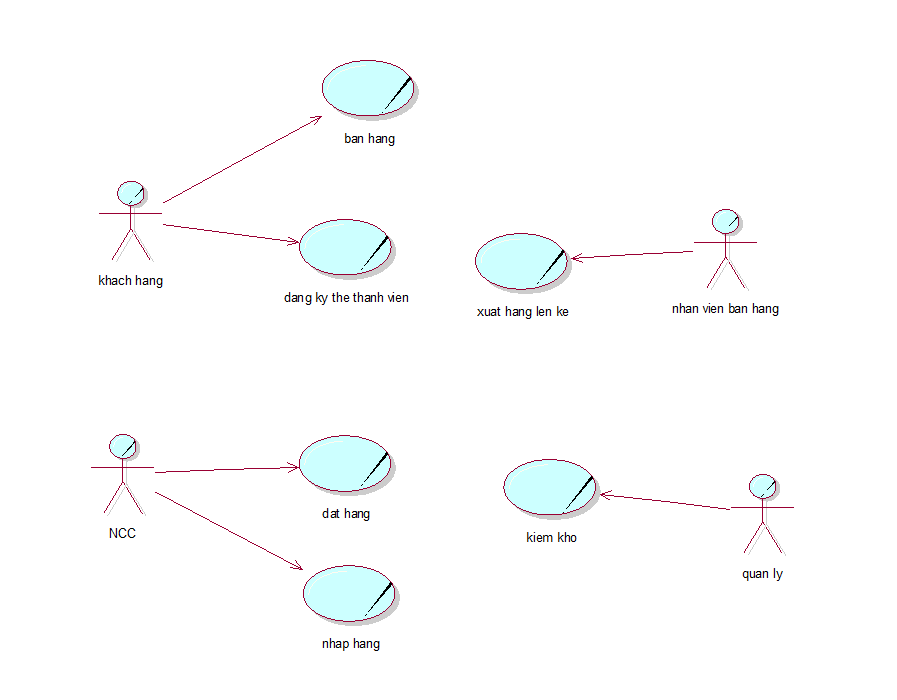 ban hang
khach hang
dang ky the thanh vien
xuat hang len ke
nhan vien ban hang
NCC
dat hang
nhap hang
kiem kho
quan ly